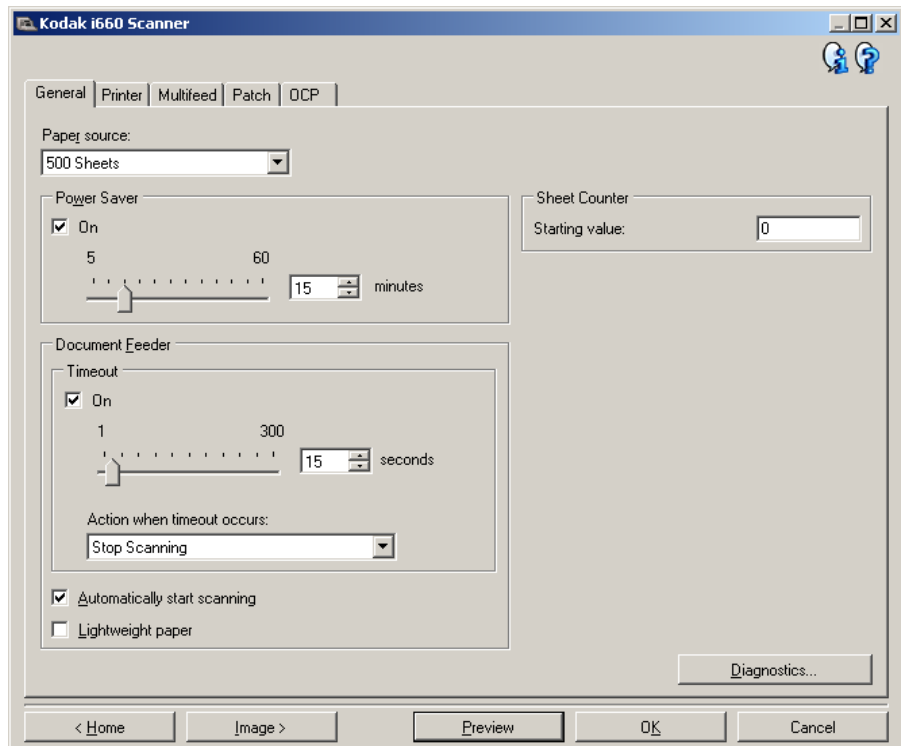 Kodak i660 Scanner
General Printer Multifeed Patch OCP
Paper source:
500 Sheets
Power Saver
On
5 60
15 minutes
Sheet Counter
Starting value: 0
Document Feeder
Timeout
On
1 300
15 seconds
Action when timeout occurs:
Stop Scanning
Automatically start scanning
Lightweight paper
Diagnostics...
< Home Image > Preview OK Cancel